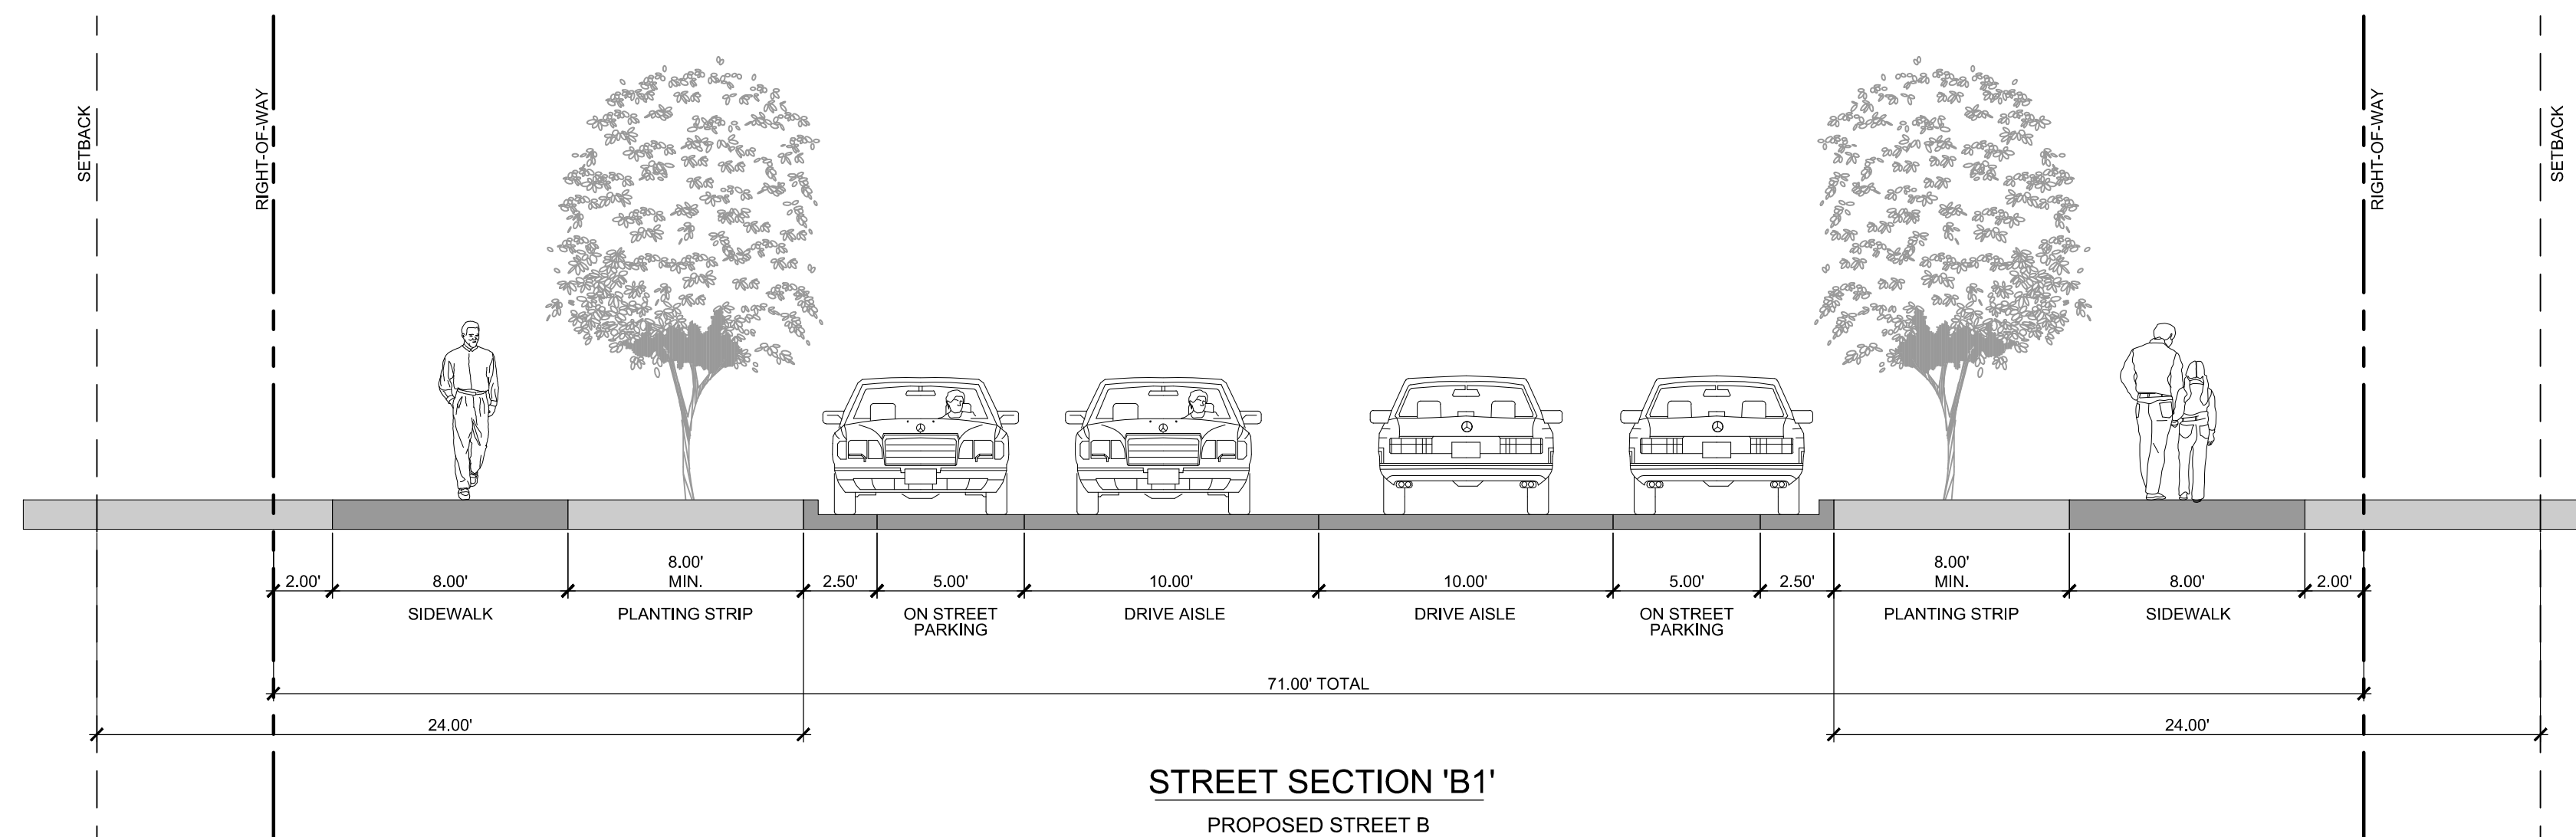 SETBACK
RIGHT-OF-WAY
RIGHT-OF-WAY
SETBACK
2.00'
8.00'
8.00'
MIN.
2.50'
5.00'
10.00'
10.00'
5.00'
2.50'
8.00'
MIN.
8.00'
2.00'
SIDEWALK
PLANTING STRIP
ON STREET
PARKING
DRIVE AISLE
DRIVE AISLE
ON STREET
PARKING
PLANTING STRIP
SIDEWALK
71.00' TOTAL
24.00'
24.00'
STREET SECTION 'B1'
PROPOSED STREET B